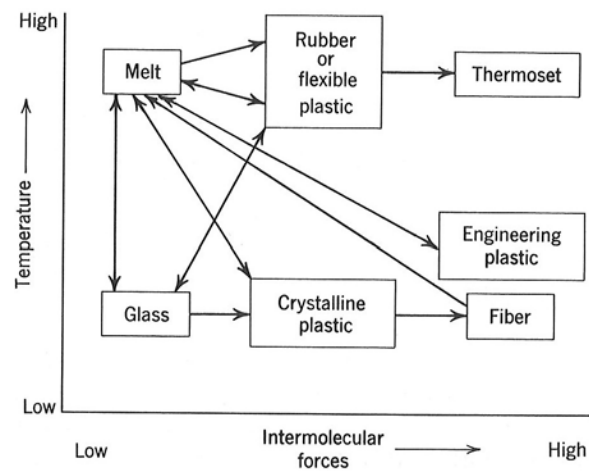 High
Melt
Rubber
or
flexible
plastic
Thermoset
Temperature
Engineering
plastic
Glass
Crystalline
plastic
Fiber
Low
Low
Intermolecular
forces
High